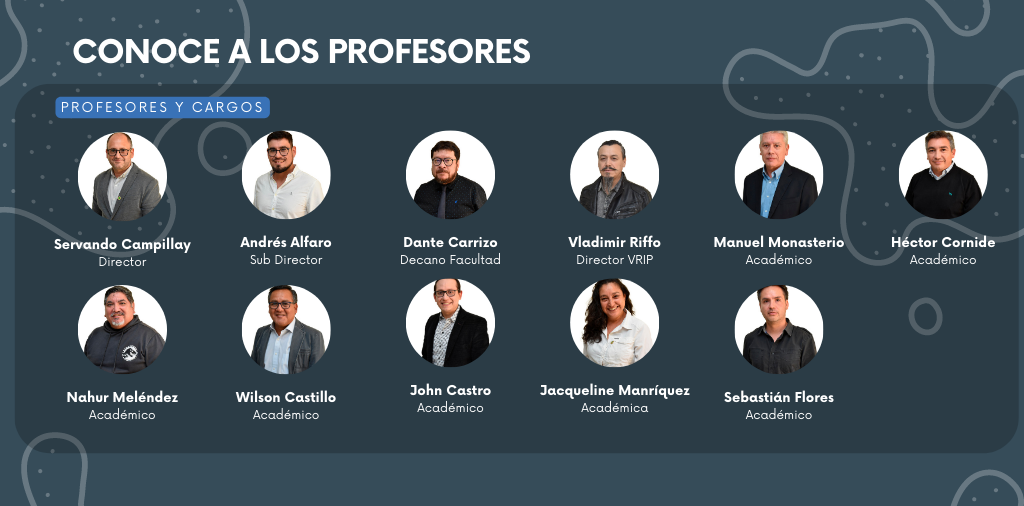 CONOCE A LOS PROFESORES
PROFESORES Y CARGOS
Servando Campillay
Director
Andrés Alfaro
Sub Director
Dante Carrizo
Decano Facultad
Vladimir Riffo
Director VRIP
Manuel Monasterio
Académico
Héctor Cornide
Académico
Nahur Meléndez
Académico
Wilson Castillo
Académico
John Castro
Académico
Jacqueline Manríquez
Académica
Sebastián Flores
Académico